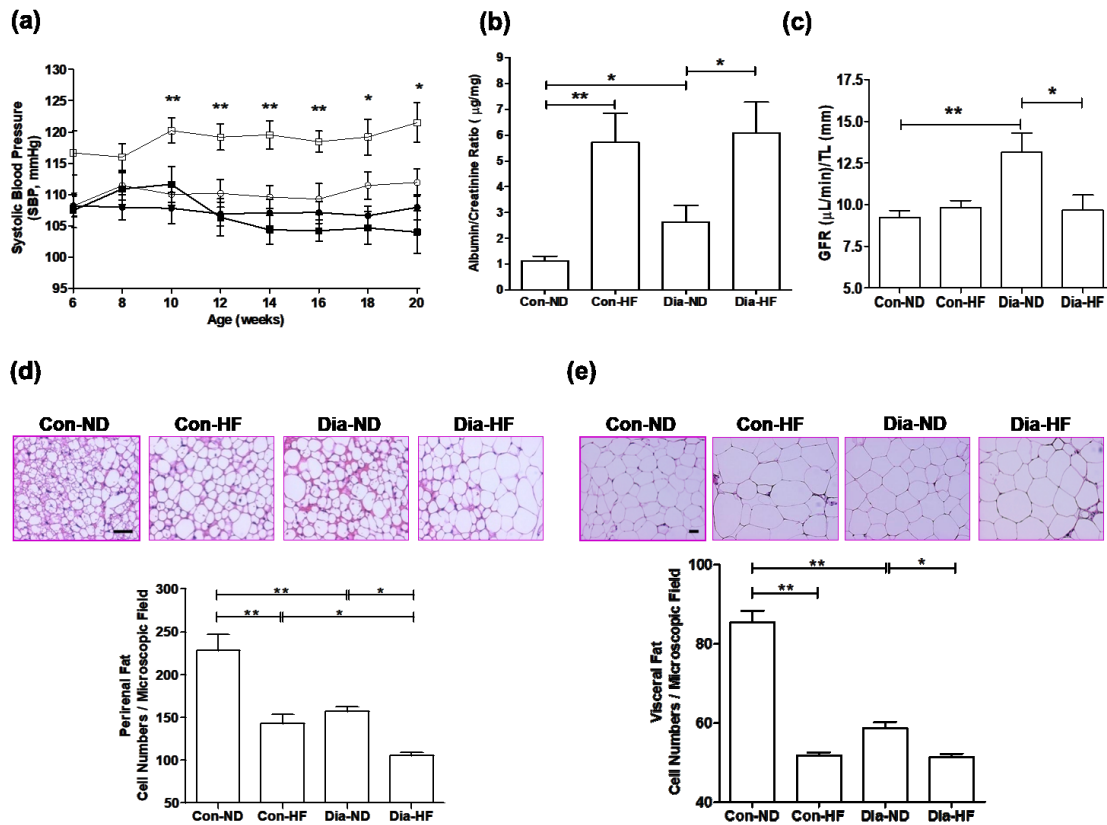 (a)
130
125
120
115
110
105
100
95
Systolic Blood Pressure
(SBP, mmHg)
** ** ** ** * *
6 8 10 12 14 16 18 20
Age (weeks)
(b)
9
8
7
6
5
4
3
2
1
0
Albumin/Creatinine Ratio ( µg/mg)
*
*
**
Con-ND Con-HF Dia-ND Dia-HF
(c)
17.5
15.0
12.5
10.0
7.5
5.0
GFR (µL/min)/TL (mm)
**
*
Con-ND Con-HF Dia-ND Dia-HF
(d)
Con-ND Con-HF Dia-ND Dia-HF
300
250
200
150
100
50
Perirenal Fat
Cell Numbers / Microscopic Field
** *
** *
Con-ND Con-HF Dia-ND Dia-HF
(e)
Con-ND Con-HF Dia-ND Dia-HF
100
80
60
40
Visceral Fat
Cell Numbers / Microscopic Field
** *
**
Con-ND Con-HF Dia-ND Dia-HF